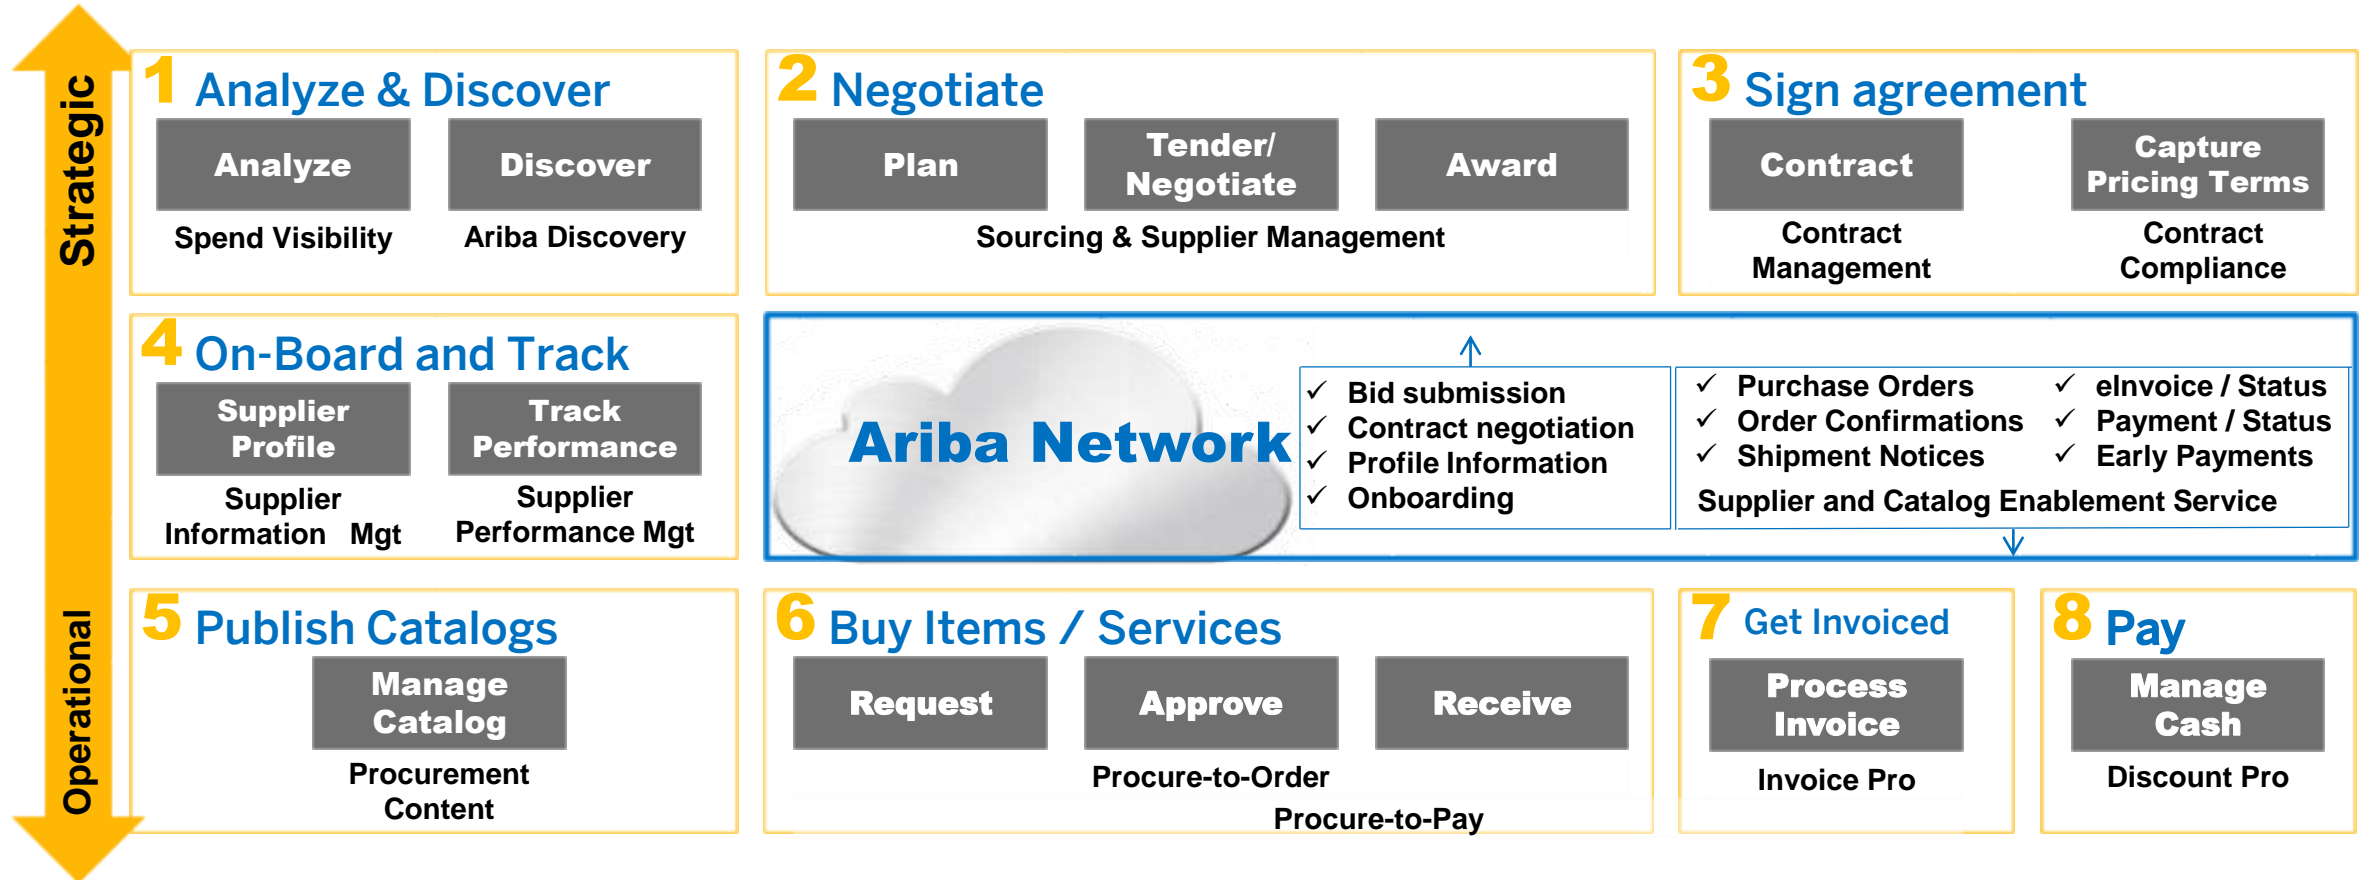 Strategic
Operational
1 Analyze & Discover
Analyze
Spend Visibility
Discover
Ariba Discovery
2 Negotiate
Plan
Tender/
Negotiate
Award
Sourcing & Supplier Management
3 Sign agreement
Contract
Contract
Management
Capture
Pricing Terms
Contract
Compliance
4 On-Board and Track
Supplier
Profile
Supplier
Information Mgt
Track
Performance
Supplier
Performance Mgt
Ariba Network
✓ Bid submission
✓ Contract negotiation
✓ Profile Information
✓ Onboarding
✓ Purchase Orders
✓ Order Confirmations
✓ Shipment Notices
✓ eInvoice / Status
✓ Payment / Status
✓ Early Payments
Supplier and Catalog Enablement Service
5 Publish Catalogs
Manage
Catalog
Procurement
Content
6 Buy Items / Services
Request
Approve
Receive
Procure-to-Order
Procure-to-Pay
7 Get Invoiced
Process
Invoice
Invoice Pro
8 Pay
Manage
Cash
Discount Pro